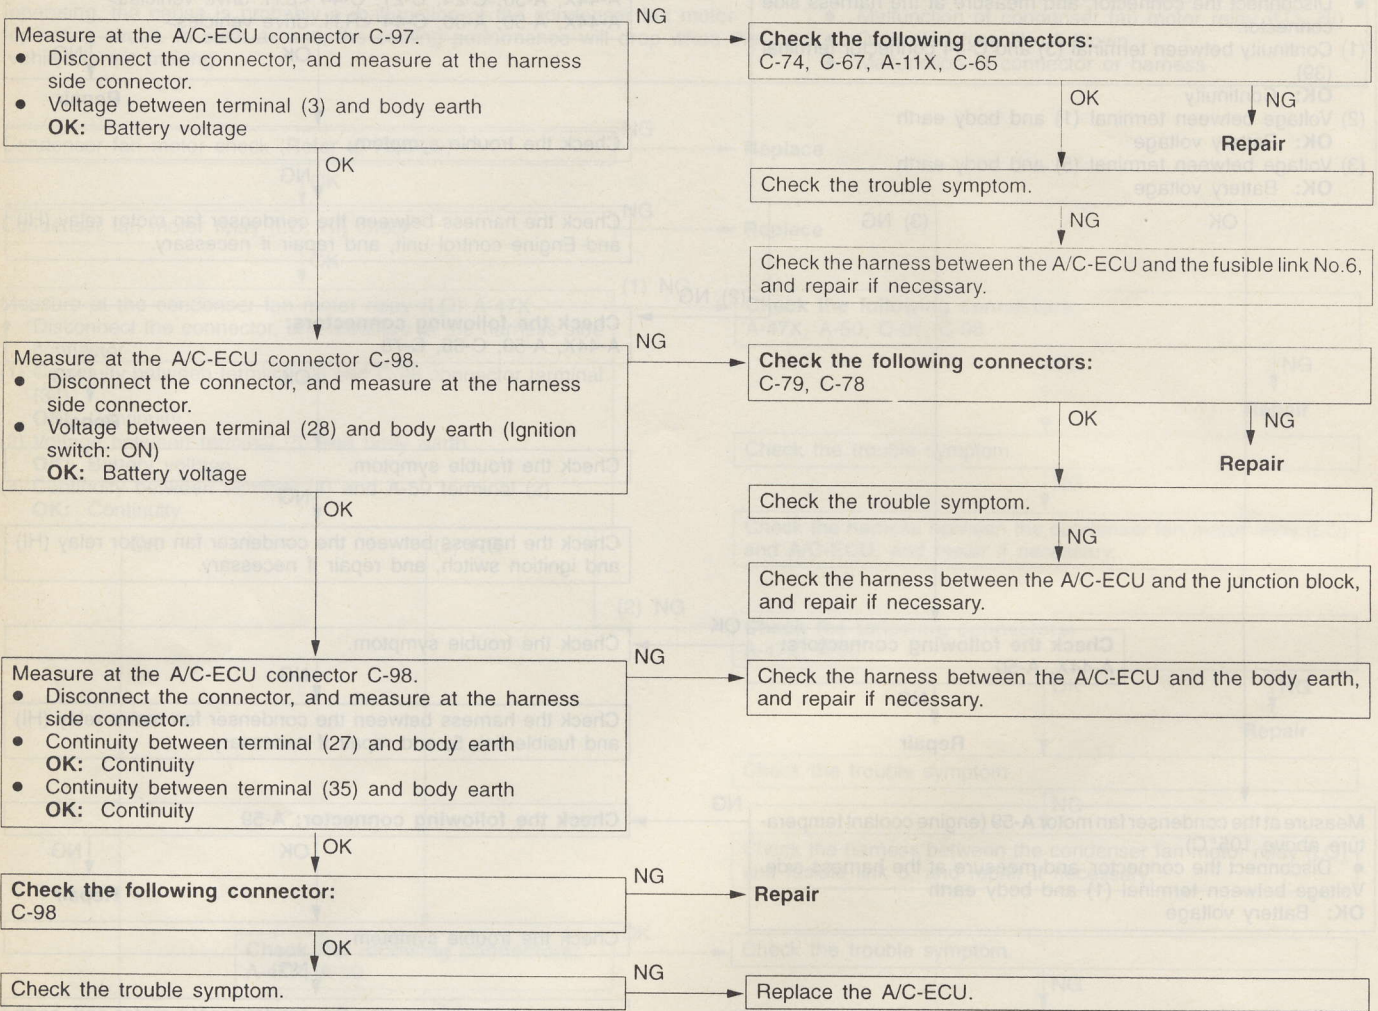 NG
Measure at the A/C-ECU connector C-97.
● Disconnect the connector, and measure at the harness
side connector.
● Voltage between terminal (3) and body earth
OK: Battery voltage
Check the following connectors:
C-74, C-67, A-11X, C-65
OK
NG
Repair
OK
Check the trouble symptom.
NG
Check the harness between the A/C-ECU and the fusible link No.6,
and repair if necessary.
NG
Measure at the A/C-ECU connector C-98.
● Disconnect the connector, and measure at the harness
side connector.
● Voltage between terminal (28) and body earth (Ignition
switch: ON)
OK: Battery voltage
Check the following connectors:
C-79, C-78
OK
NG
Repair
OK
Check the trouble symptom.
NG
Check the harness between the A/C-ECU and the junction block,
and repair if necessary.
NG
Measure at the A/C-ECU connector C-98.
● Disconnect the connector, and measure at the harness
side connector.
● Continuity between terminal (27) and body earth
OK: Continuity
● Continuity between terminal (35) and body earth
OK: Continuity
Check the harness between the A/C-ECU and the body earth,
and repair if necessary.
OK
Check the following connector:
C-98
NG
Repair
OK
Check the trouble symptom.
NG
Replace the A/C-ECU.